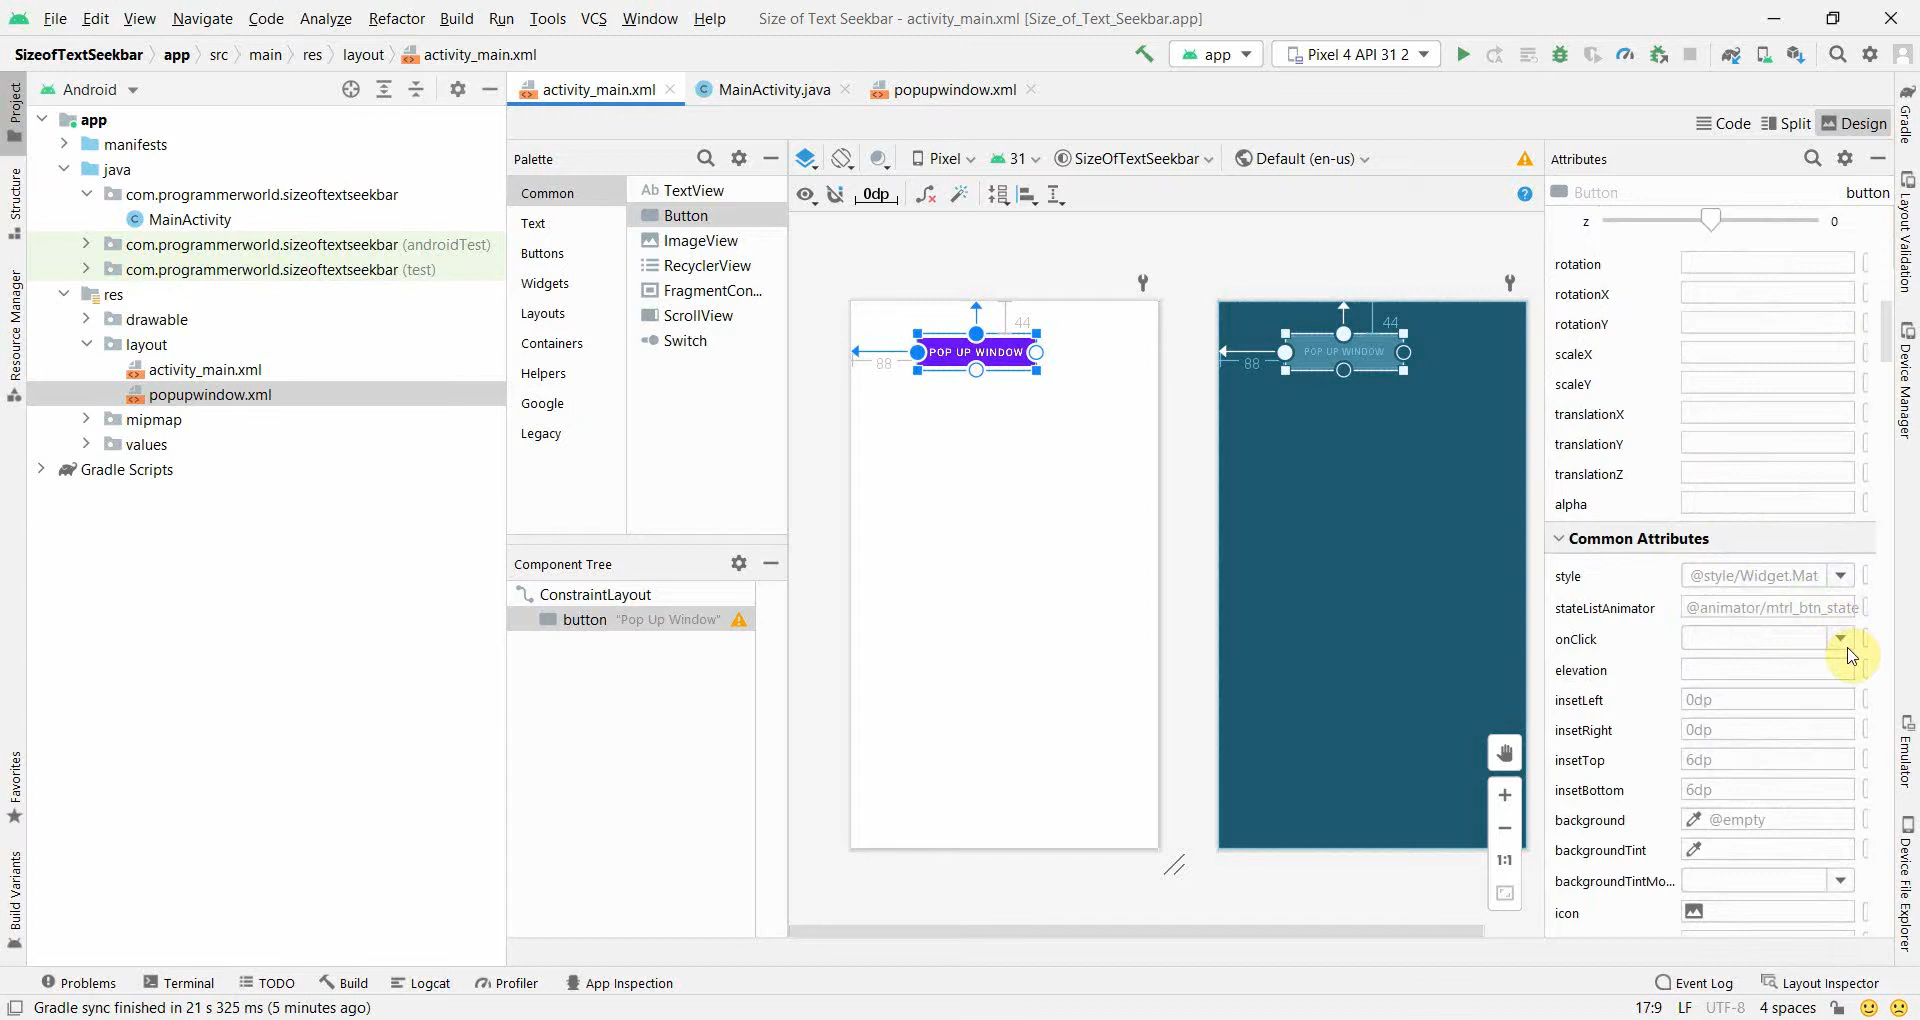 File Edit View Navigate Code Analyze Refactor Build Run Tools VCS Window Help Size of Text Seekbar - activity_main.xml [Size_of_Text_Seekbar.app]
SizeofTextSeekbar app src main res layout activity_main.xml app Pixel 4 API 31 2
Project
Structure
Resource Manager
Favorites
Build Variants
Android
app
manifests
java
com.programmerworld.sizeoftextseekbar
MainActivity
com.programmerworld.sizeoftextseekbar (androidTest)
com.programmerworld.sizeoftextseekbar (test)
res
drawable
layout
activity_main.xml
popupwindow.xml
mipmap
values
Gradle Scripts
activity_main.xml MainActivity.java popupwindow.xml
Code Split Design
Palette
Common
Text
Buttons
Widgets
Layouts
Containers
Helpers
Google
Legacy
Ab TextView
Button
ImageView
RecyclerView
FragmentCon...
ScrollView
Switch
Component Tree
ConstraintLayout
button "Pop Up Window"
Pixel 31 SizeOfTextSeekbar Default (en-us)
0dp
44
88
POP UP WINDOW
44
88
POP UP WINDOW
1:1
Attributes
Button button
z 0
rotation
rotationX
rotationY
scaleX
scaleY
translationX
translationY
translationZ
alpha
Common Attributes
style @style/Widget.Mat
stateListAnimator @animator/mtrl_btn_state
onClick
elevation
insetLeft 0dp
insetRight 0dp
insetTop 6dp
insetBottom 6dp
background @empty
backgroundTint
backgroundTintMo...
icon
Gradle
Layout Validation
Device Manager
Emulator
Device File Explorer
Problems Terminal TODO Build Logcat Profiler App Inspection Event Log Layout Inspector
Gradle sync finished in 21 s 325 ms (5 minutes ago) 17:9 LF UTF-8 4 spaces